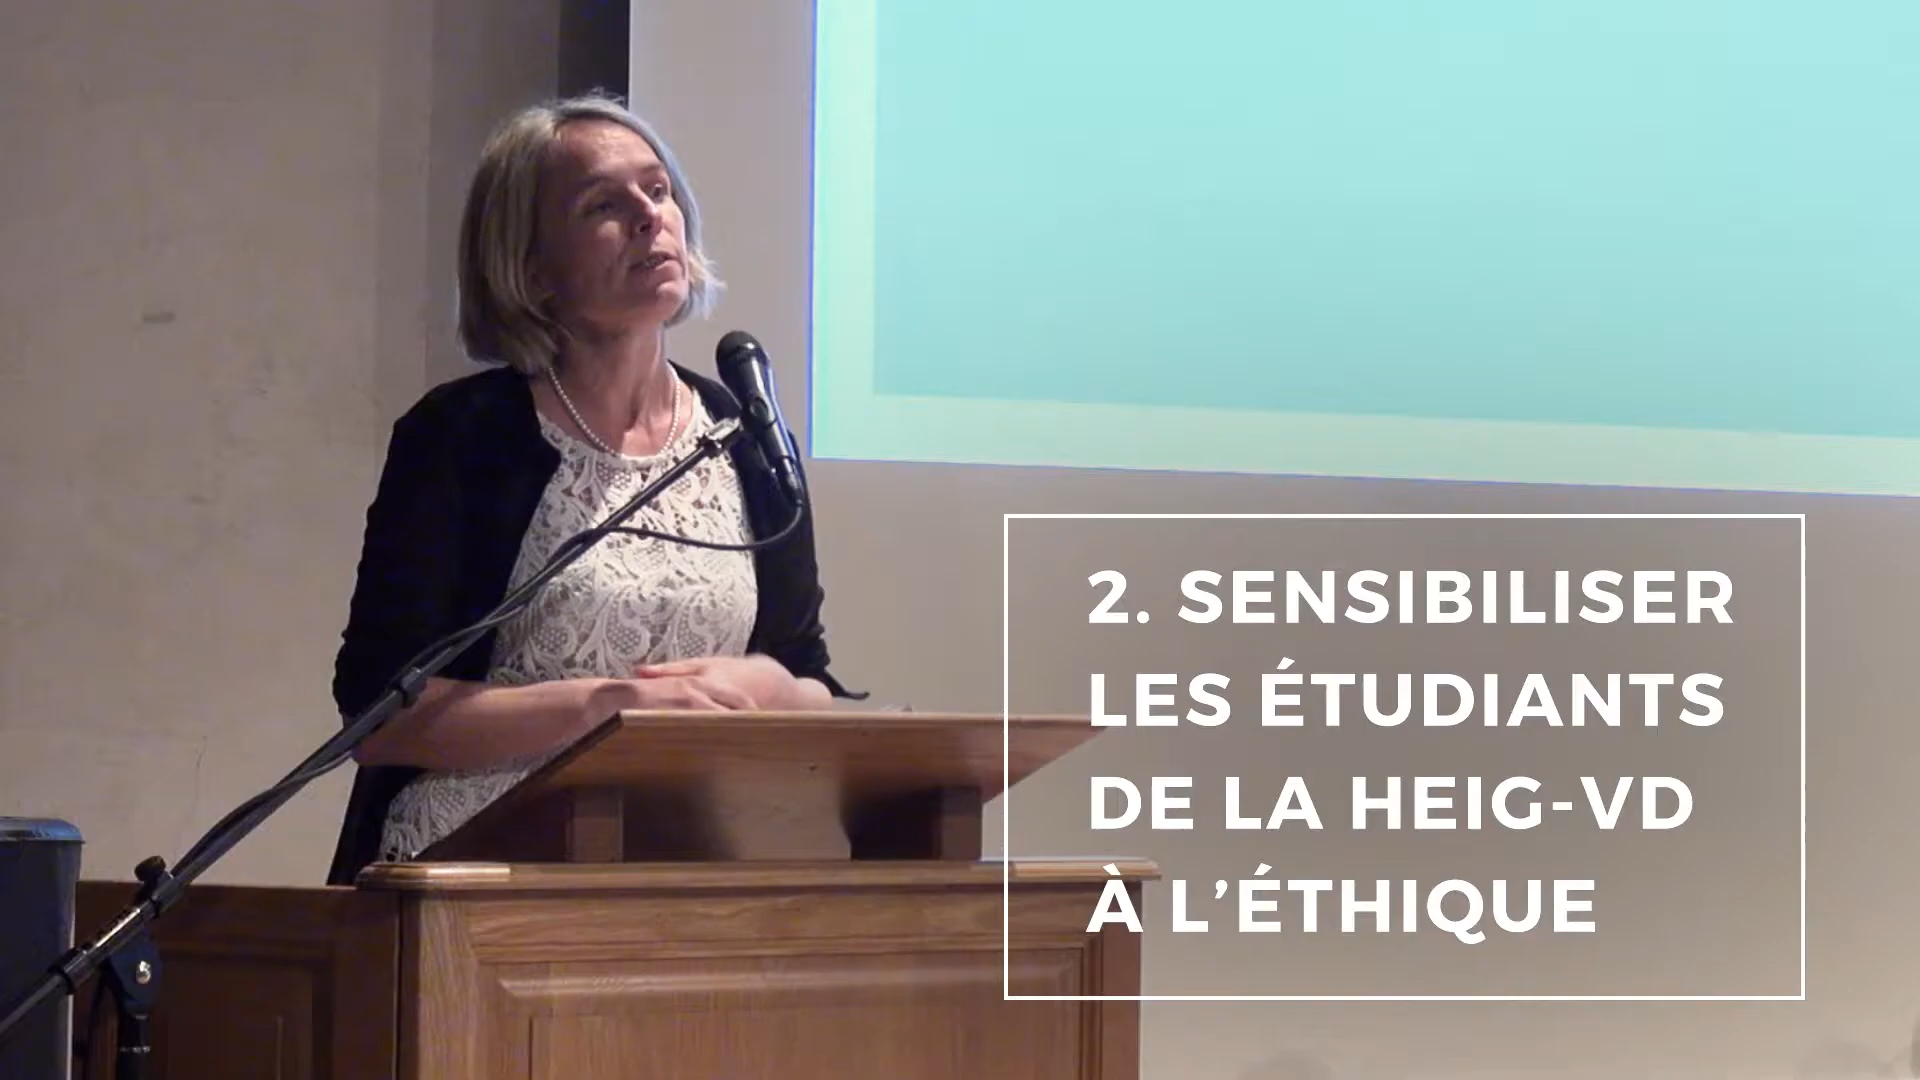 2. SENSIBILISER
LES ÉTUDIANTS
DE LA HEIG-VD
À L’ÉTHIQUE